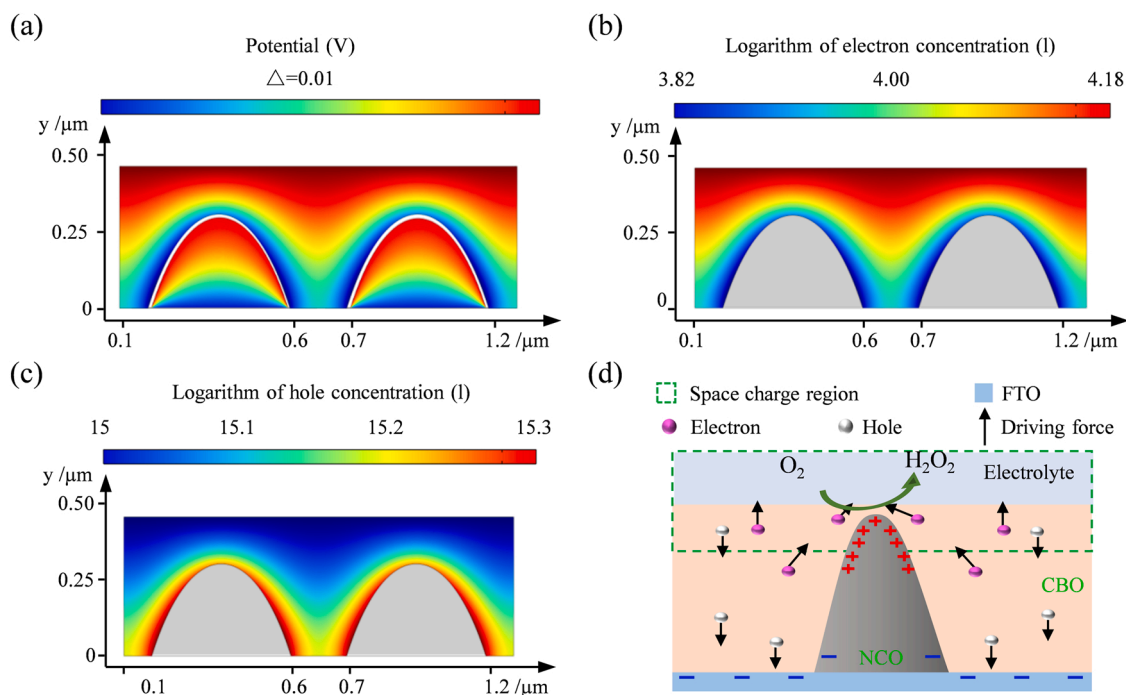 (a)
Potential (V)
△=0.01
y /μm
0.50
0.25
0
0.1
0.6
0.7
1.2 /μm
(b)
Logarithm of electron concentration (l)
3.82
4.00
4.18
y /μm
0.50
0.25
0
0.1
0.6
0.7
1.2 /μm
(c)
Logarithm of hole concentration (l)
15
15.1
15.2
15.3
y /μm
0.50
0.25
0
0.1
0.6
0.7
1.2 /μm
(d)
Space charge region
FTO
Electron
Hole
Driving force
O₂
H₂O₂
Electrolyte
CBO
NCO